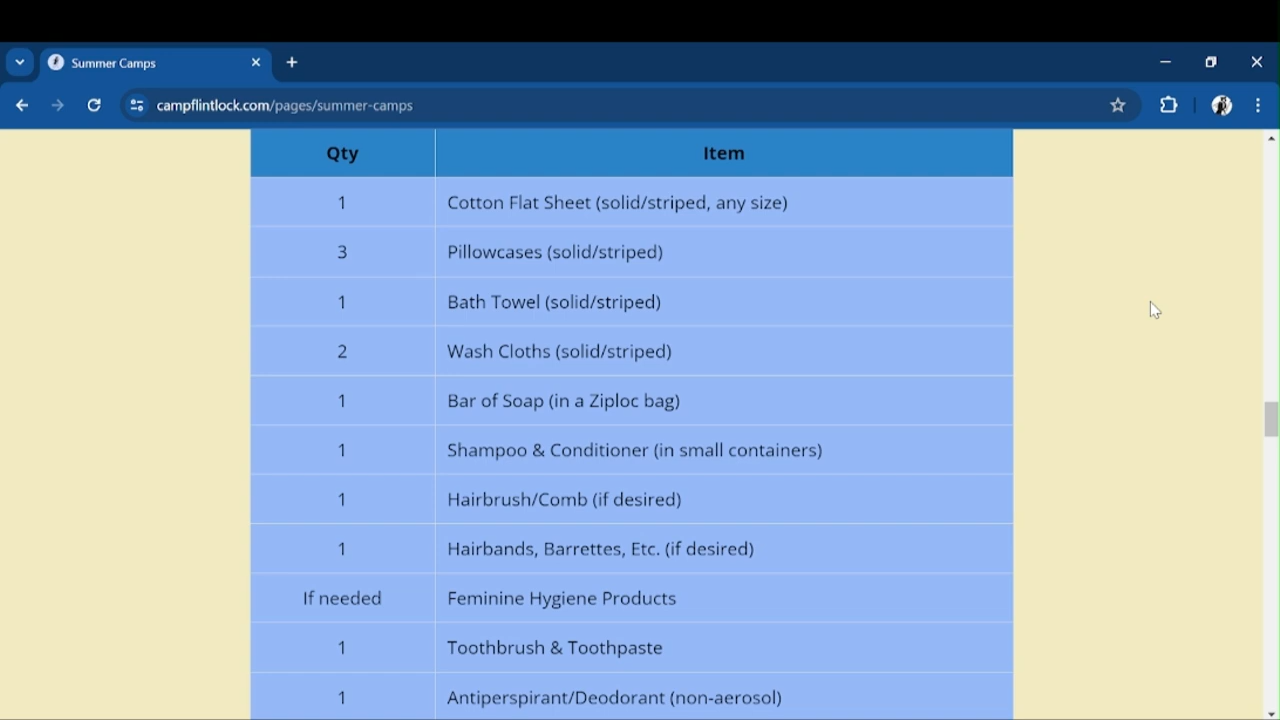 Summer Camps
campflintlock.com/pages/summer-camps
Qty Item
1 Cotton Flat Sheet (solid/striped, any size)
3 Pillowcases (solid/striped)
1 Bath Towel (solid/striped)
2 Wash Cloths (solid/striped)
1 Bar of Soap (in a Ziploc bag)
1 Shampoo & Conditioner (in small containers)
1 Hairbrush/Comb (if desired)
1 Hairbands, Barrettes, Etc. (if desired)
If needed Feminine Hygiene Products
1 Toothbrush & Toothpaste
1 Antiperspirant/Deodorant (non-aerosol)